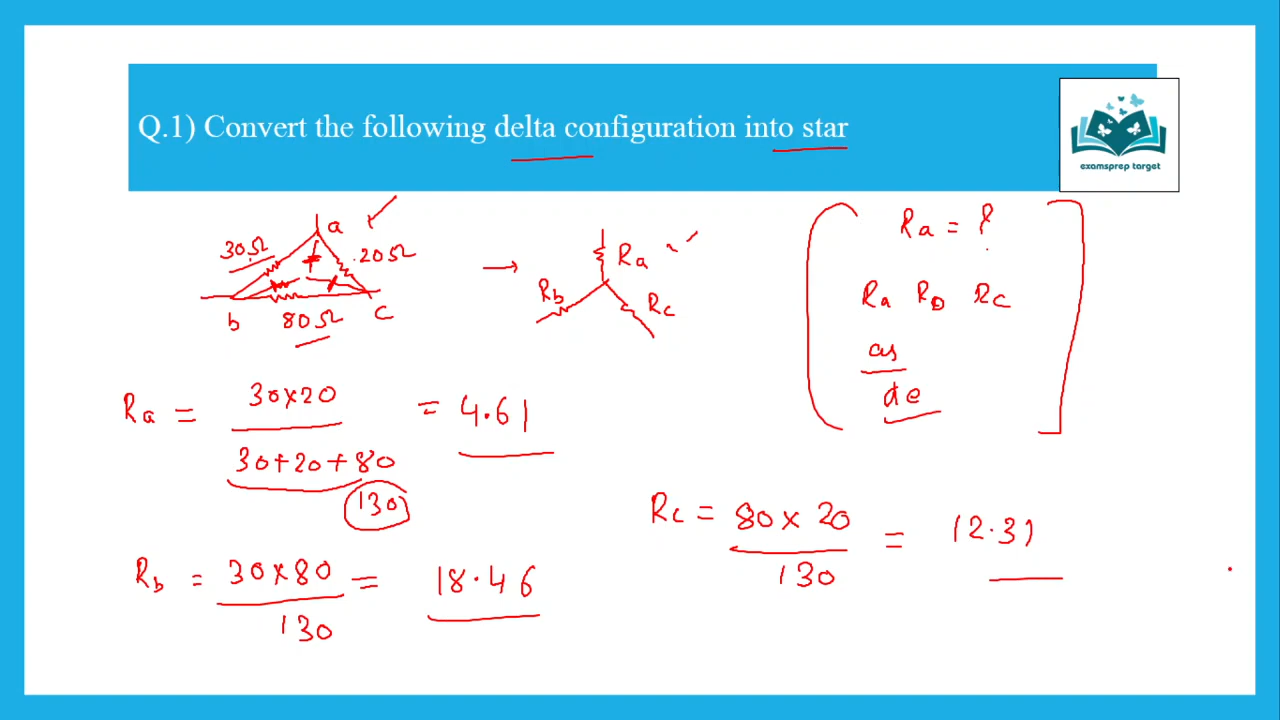 Q.1) Convert the following delta configuration into star
examsprep target
a
30Ω
20Ω
b
80Ω
c
Ra
Rb
Rc
Ra = ?
Ra Rb Rc
as
de
Ra = 30×20 / 30+20+80 = 4.61
130
Rb = 30×80 / 130 = 18.46
Rc = 80×20 / 130 = 12.31